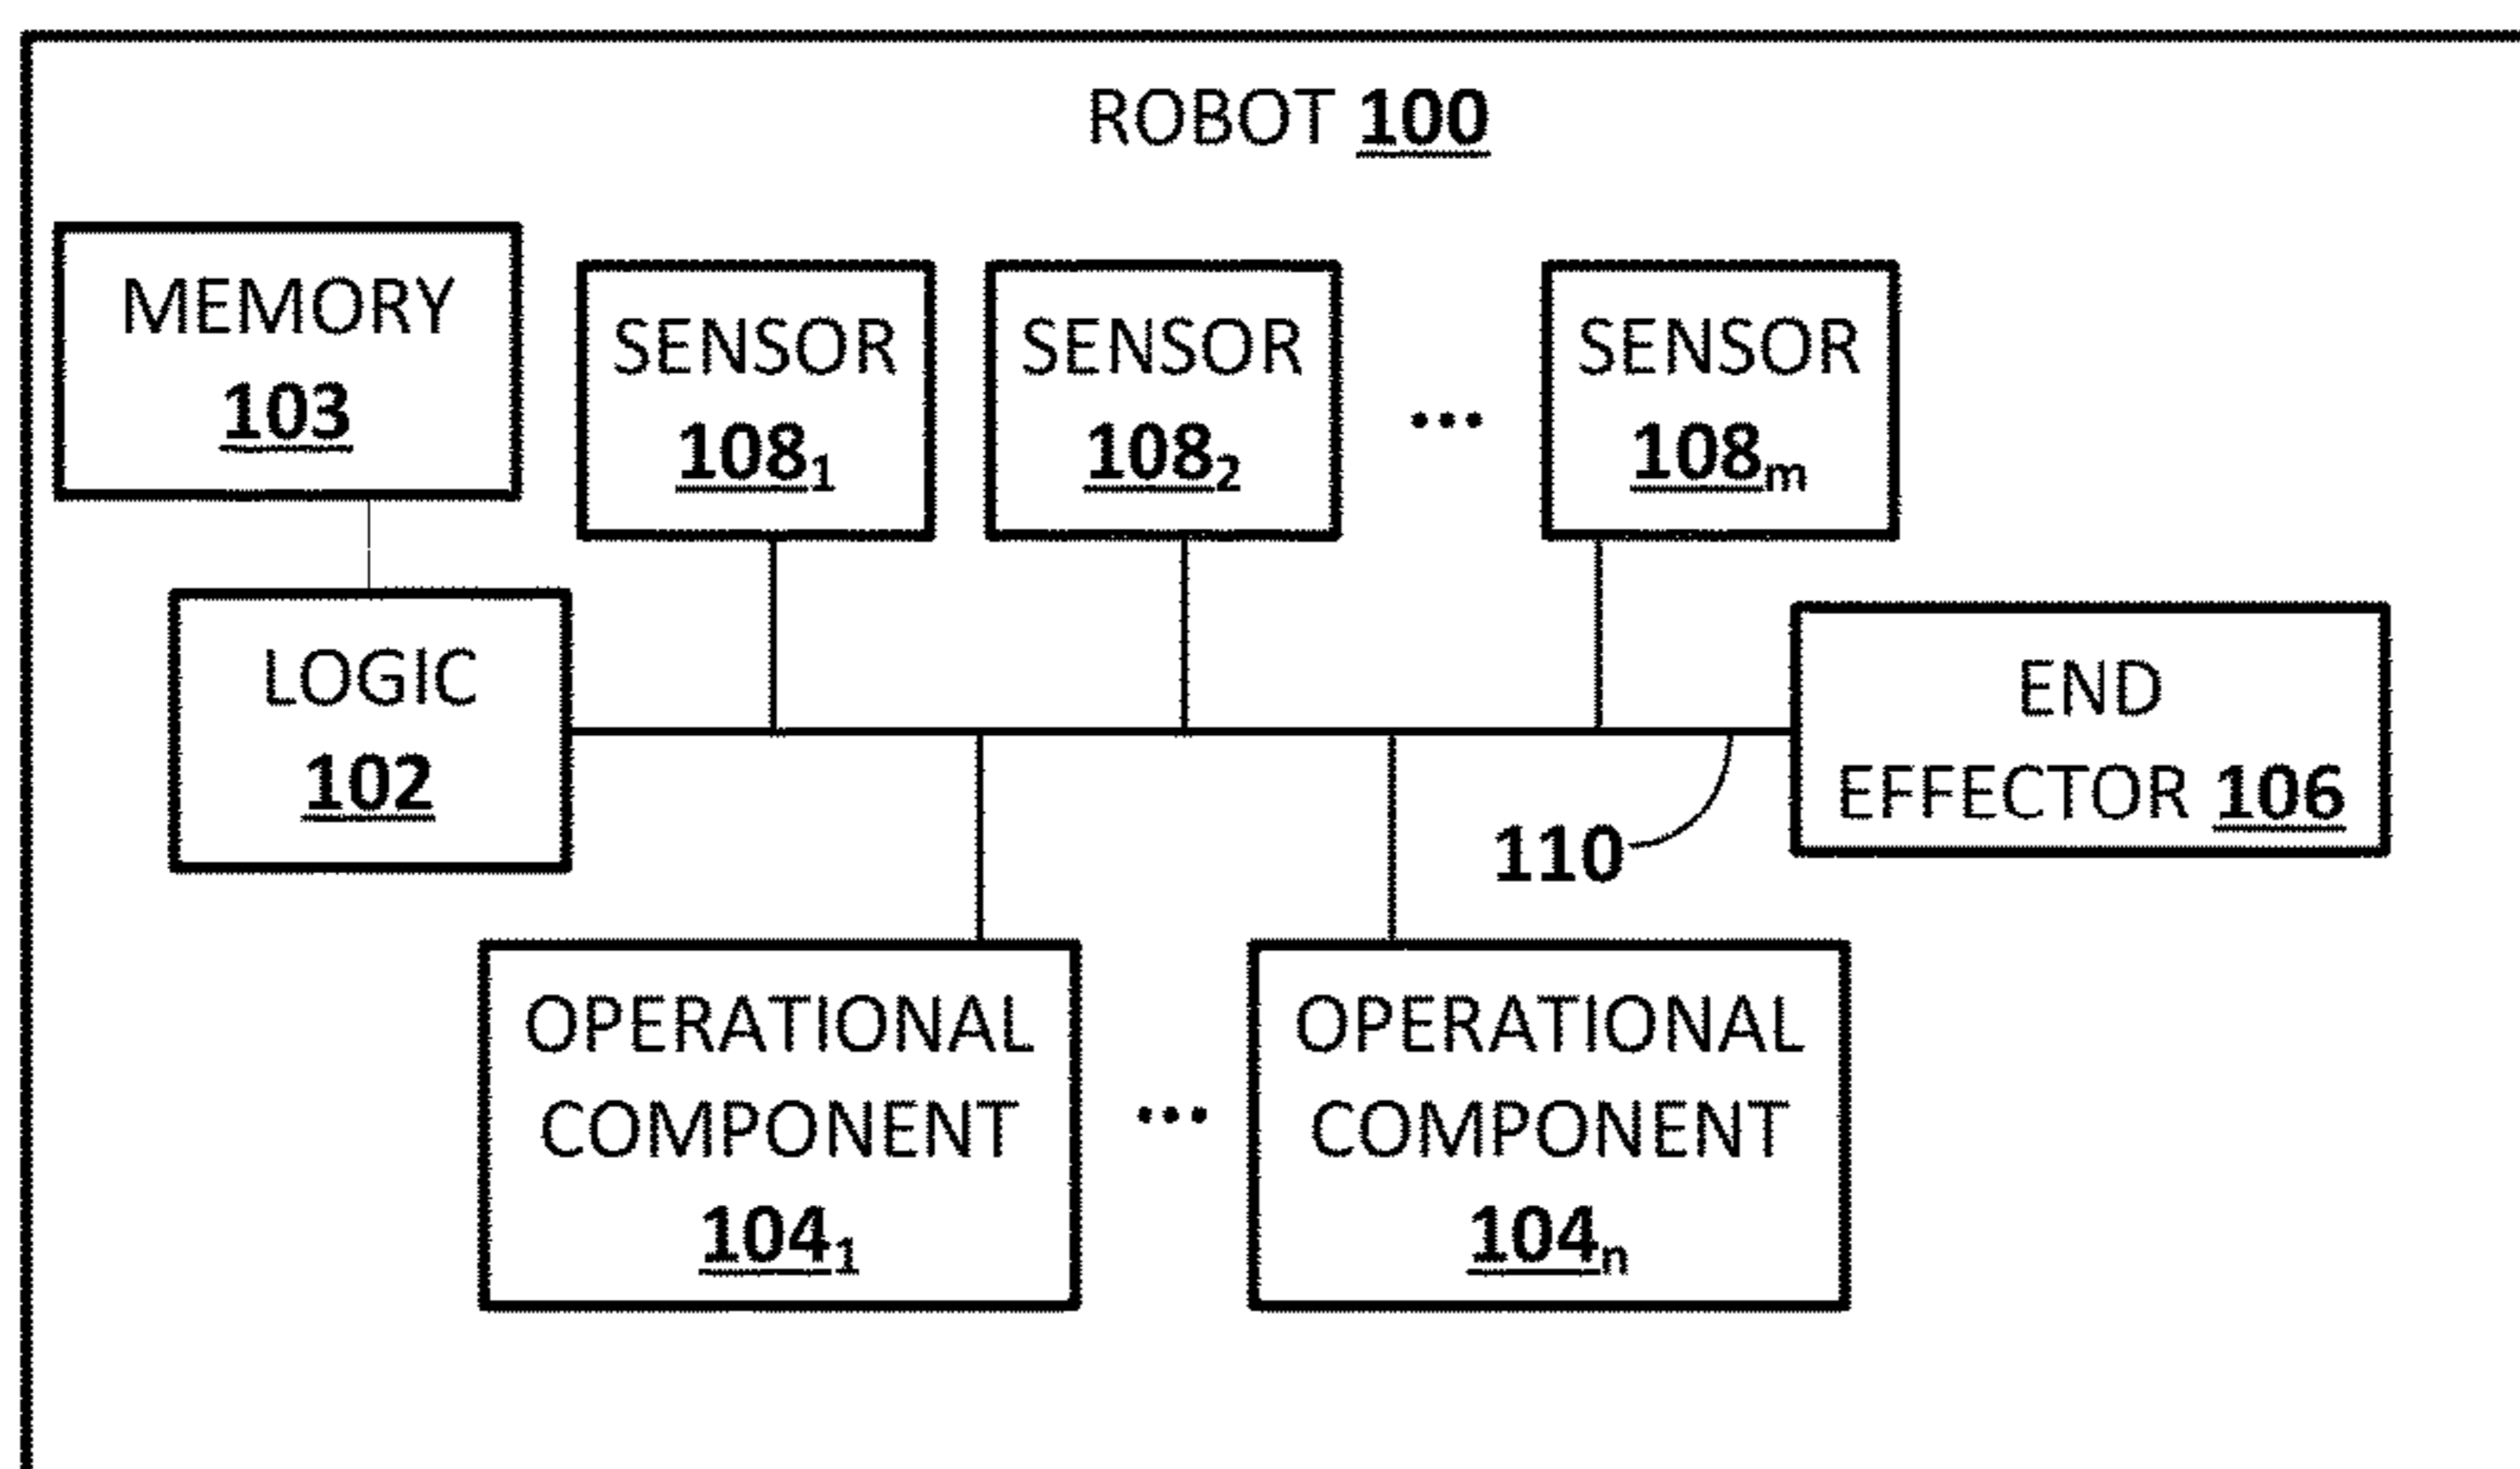 ROBOT 100
MEMORY
103
SENSOR
108₁
SENSOR
108₂
...
SENSOR
108ₘ
LOGIC
102
END
EFFECTOR 106
110
OPERATIONAL
COMPONENT
104₁
...
OPERATIONAL
COMPONENT
104ₙ